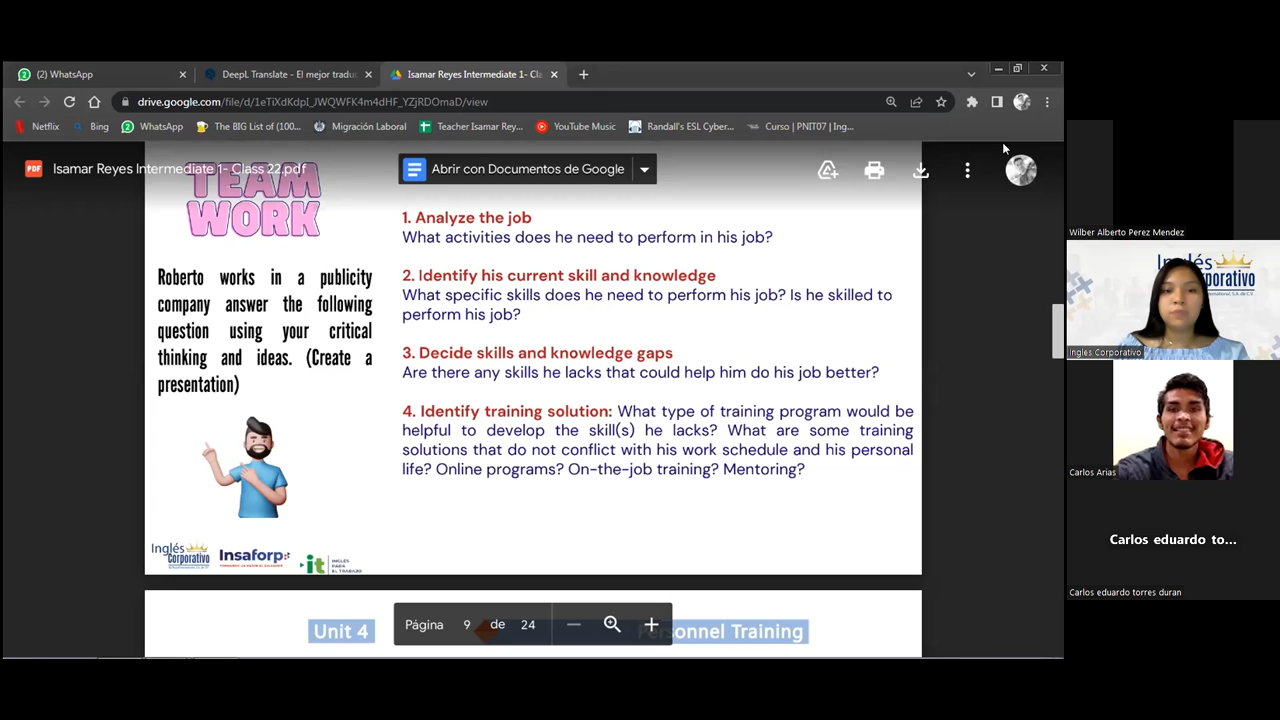 (2) WhatsApp
DeepL Translate - El mejor tradu
Isamar Reyes Intermediate 1- Cla
drive.google.com/file/d/1eTiXdKdpI_JWQWFK4m4dHF_YZjRDOmaD/view
Netflix
Bing
WhatsApp
The BIG List of (100...
Migración Laboral
Teacher Isamar Rey...
YouTube Music
Randall's ESL Cyber...
Curso | PNIT07 | Ing...
PDF
Isamar Reyes Intermediate 1- Class 22.pdf
Abrir con Documentos de Google
TEAM
WORK
Roberto works in a publicity
company answer the following
question using your critical
thinking and ideas. (Create a
presentation)
1. Analyze the job
What activities does he need to perform in his job?
2. Identify his current skill and knowledge
What specific skills does he need to perform his job? Is he skilled to
perform his job?
3. Decide skills and knowledge gaps
Are there any skills he lacks that could help him do his job better?
4. Identify training solution: What type of training program would be
helpful to develop the skill(s) he lacks? What are some training
solutions that do not conflict with his work schedule and his personal
life? Online programs? On-the-job training? Mentoring?
Inglés
Corporativo
Insaforp
it
INGLÉS
PARA
EL TRABAJO
Unit 4
Personnel Training
Página 9 de 24
Wilber Alberto Perez Mendez
Inglés
Corporativo
Ingles Corporativo
Carlos Arias
Carlos eduardo to...
Carlos eduardo torres duran